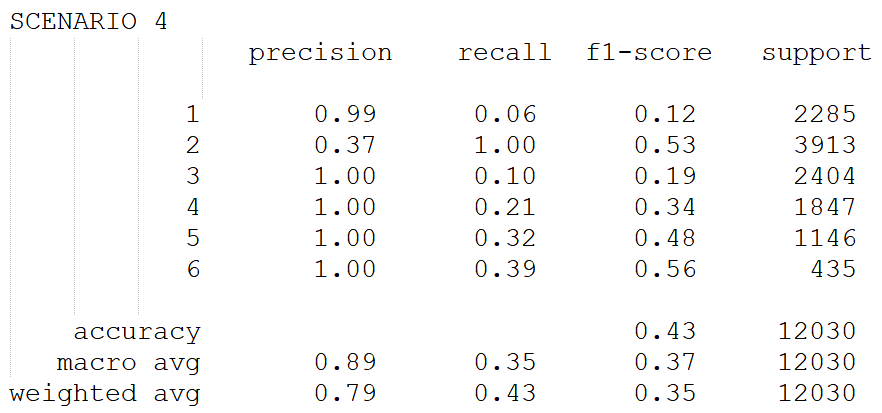 SCENARIO 4
precision recall f1-score support
1 0.99 0.06 0.12 2285
2 0.37 1.00 0.53 3913
3 1.00 0.10 0.19 2404
4 1.00 0.21 0.34 1847
5 1.00 0.32 0.48 1146
6 1.00 0.39 0.56 435
accuracy 0.43 12030
macro avg 0.89 0.35 0.37 12030
weighted avg 0.79 0.43 0.35 12030